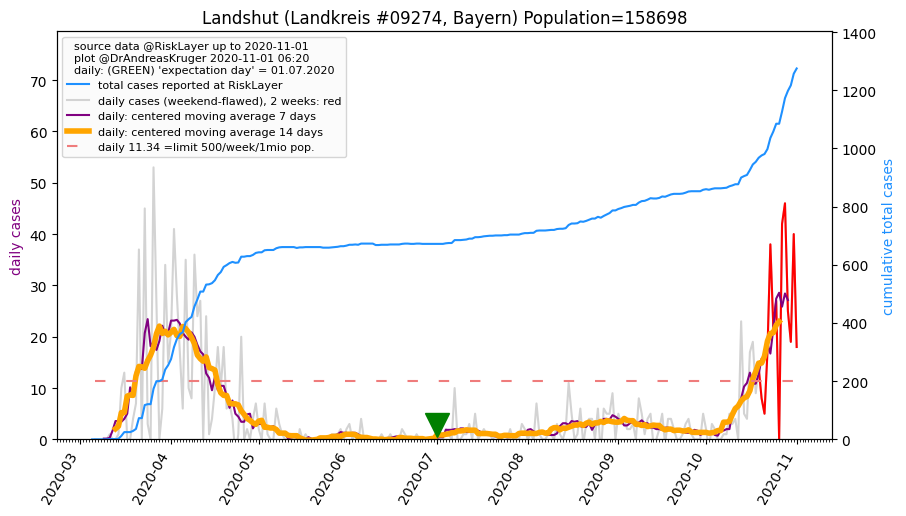 Landshut (Landkreis #09274, Bayern) Population=158698
source data @RiskLayer up to 2020-11-01
plot @DrAndreasKruger 2020-11-01 06:20
daily: (GREEN) 'expectation day' = 01.07.2020
total cases reported at RiskLayer
daily cases (weekend-flawed), 2 weeks: red
daily: centered moving average 7 days
daily: centered moving average 14 days
daily 11.34 =limit 500/week/1mio pop.
daily cases
0
10
20
30
40
50
60
70
cumulative total cases
0
200
400
600
800
1000
1200
1400
2020-03
2020-04
2020-05
2020-06
2020-07
2020-08
2020-09
2020-10
2020-11